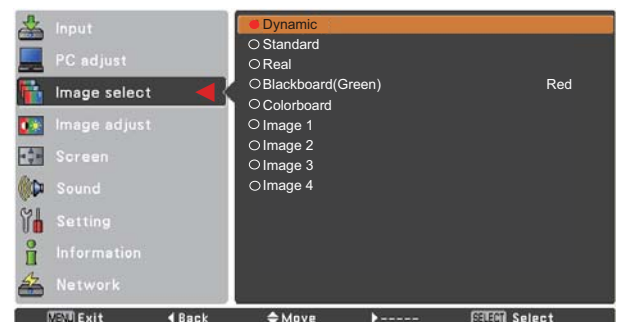 Input
PC adjust
Image select
Image adjust
Screen
Sound
Setting
Information
Network
Dynamic
Standard
Real
Blackboard(Green) Red
Colorboard
Image 1
Image 2
Image 3
Image 4
MENU Exit Back Move ----- SELECT Select